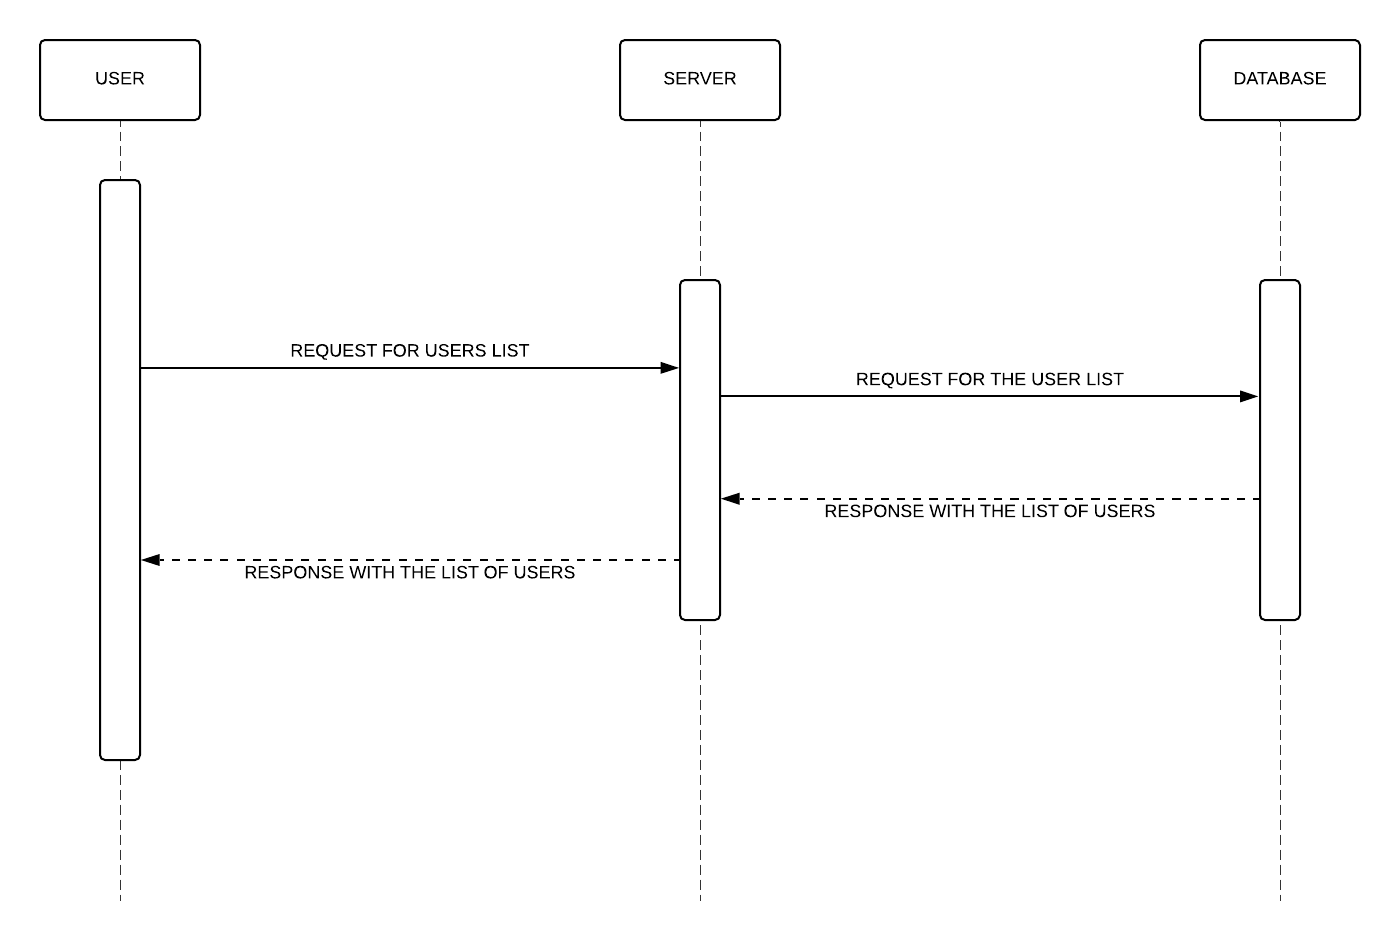 USER
SERVER
DATABASE
REQUEST FOR USERS LIST
REQUEST FOR THE USER LIST
RESPONSE WITH THE LIST OF USERS
RESPONSE WITH THE LIST OF USERS